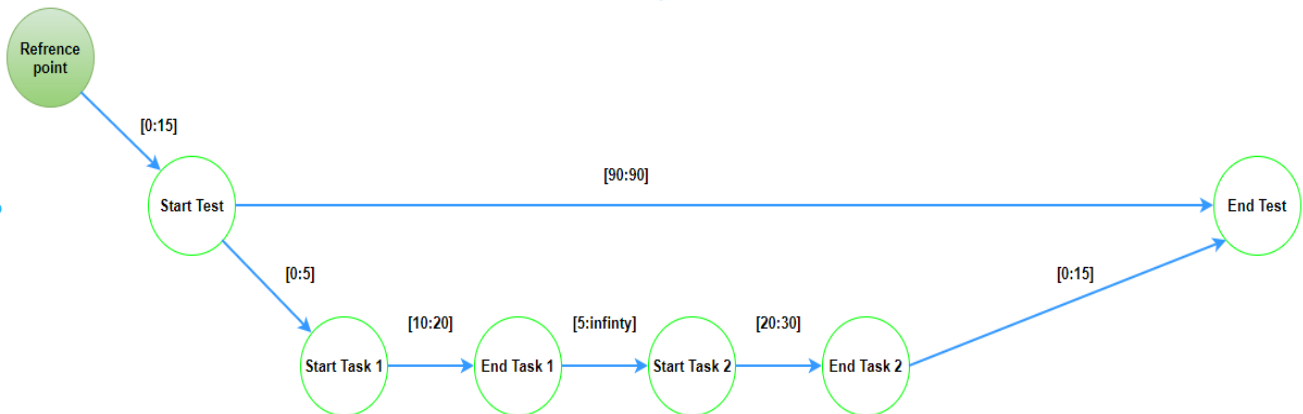 Refrence
point
[0:15]
[90:90]
Start Test
End Test
[0:5]
[0:15]
[10:20]
[5:infinty]
[20:30]
Start Task 1
End Task 1
Start Task 2
End Task 2